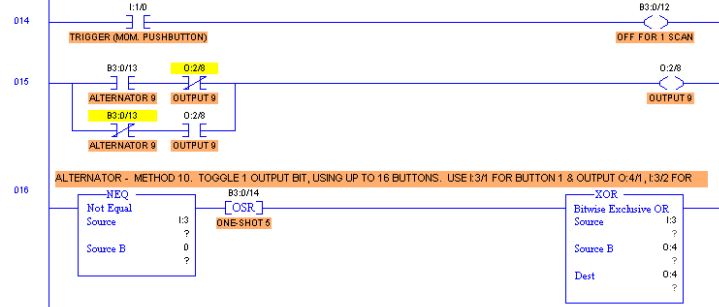 I:1/0 B3:0/12
014
TRIGGER (MOM. PUSHBUTTON) OFF FOR 1 SCAN
B3:0/13 O:2/8 O:2/8
015
ALTERNATOR 9 OUTPUT 9 OUTPUT 9
B3:0/13 O:2/8
ALTERNATOR 9 OUTPUT 9
ALTERNATOR - METHOD 10. TOGGLE 1 OUTPUT BIT, USING UP TO 16 BUTTONS. USE I:3/1 FOR BUTTON 1 & OUTPUT O:4/1, I:3/2 FOR
016
NEQ B3:0/14 XOR
Not Equal OSR Bitwise Exclusive OR
Source I:3 ONE-SHOT 5 Source I:3
? ?
Source B 0 Source B O:4
? ?
Dest O:4
?